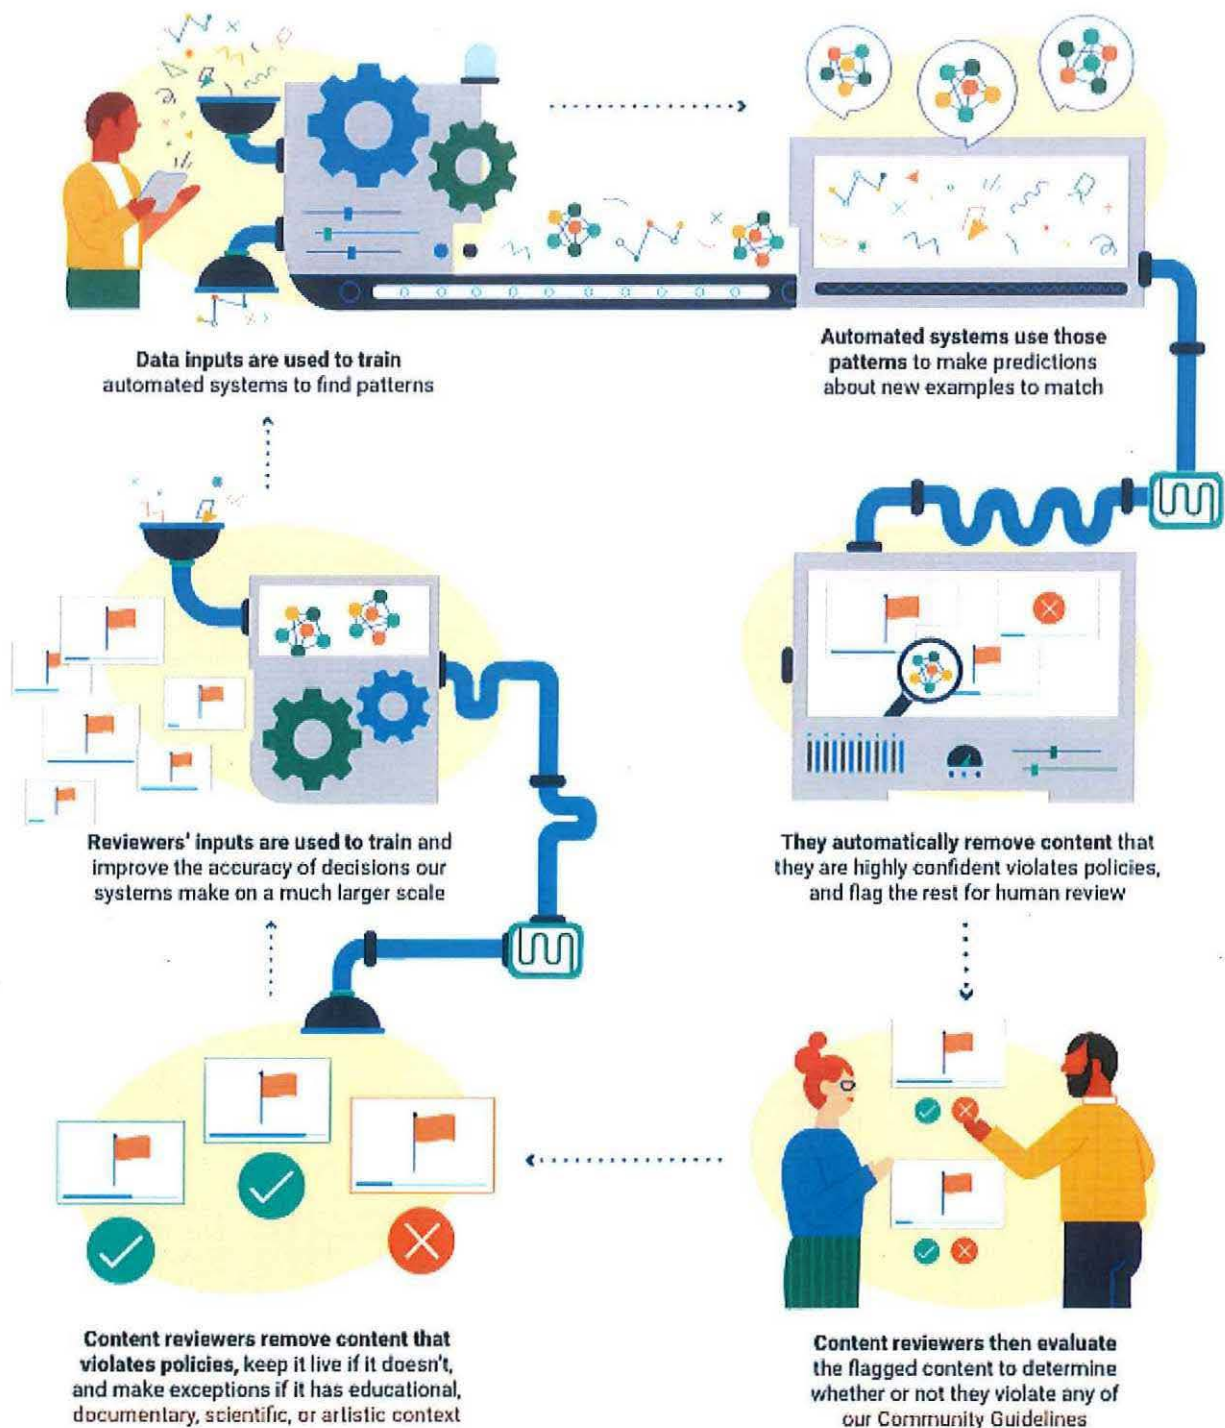 Data inputs are used to train
automated systems to find patterns
Automated systems use those
patterns to make predictions
about new examples to match
They automatically remove content that
they are highly confident violates policies,
and flag the rest for human review
Content reviewers then evaluate
the flagged content to determine
whether or not they violate any of
our Community Guidelines
Content reviewers remove content that
violates policies, keep it live if it doesn't,
and make exceptions if it has educational,
documentary, scientific, or artistic context
Reviewers' inputs are used to train and
improve the accuracy of decisions our
systems make on a much larger scale